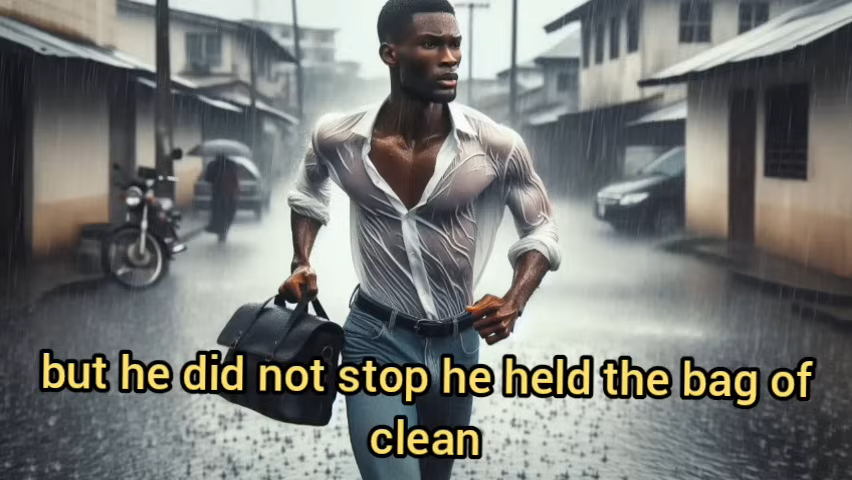 but he did not stop he held the bag of
clean